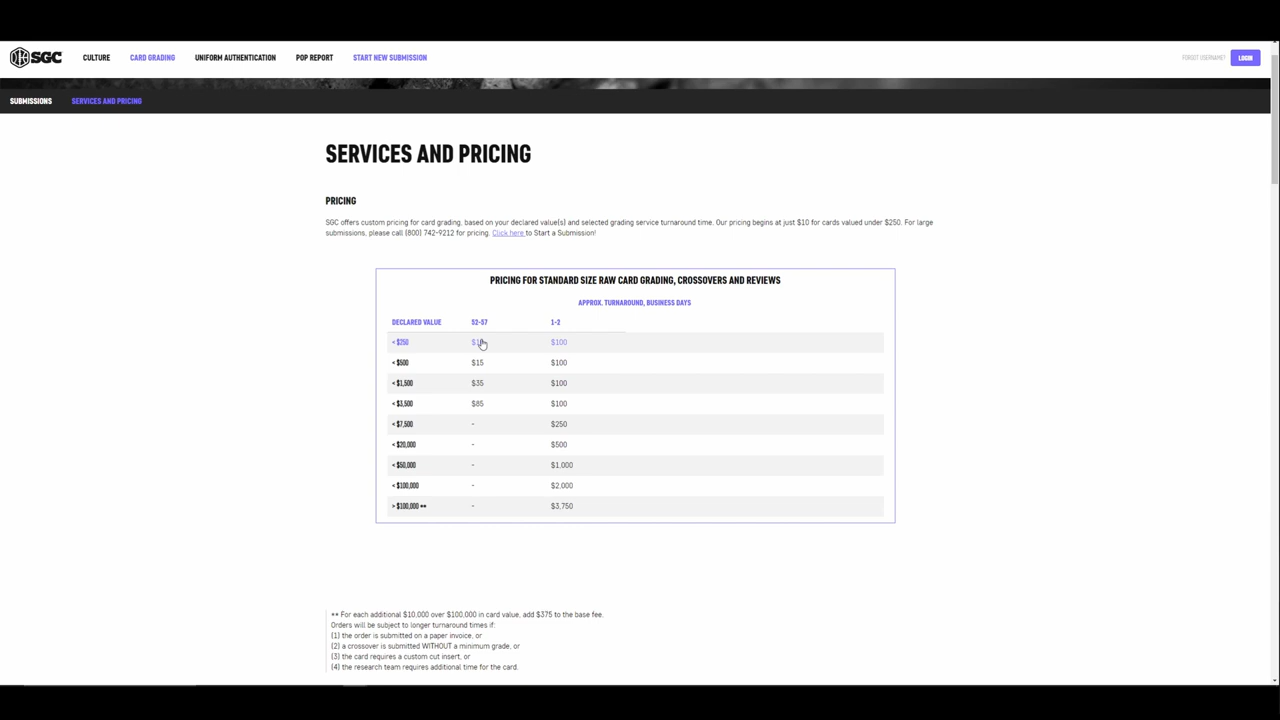 SGC
CULTURE
CARD GRADING
UNIFORM AUTHENTICATION
POP REPORT
START NEW SUBMISSION
FORGOT USERNAME?
LOGIN
SUBMISSIONS
SERVICES AND PRICING
SERVICES AND PRICING
PRICING
SGC offers custom pricing for card grading, based on your declared value(s) and selected grading service turnaround time. Our pricing begins at just $10 for cards valued under $250. For large
submissions, please call (800) 742-9212 for pricing. Click here to Start a Submission!
PRICING FOR STANDARD SIZE RAW CARD GRADING, CROSSOVERS AND REVIEWS
APPROX. TURNAROUND, BUSINESS DAYS
DECLARED VALUE 52-57 1-2
< $250 $100
< $500 $15 $100
< $1,500 $35 $100
< $3,500 $85 $100
< $7,500 - $250
< $20,000 - $500
< $50,000 - $1,000
< $100,000 - $2,000
> $100,000 ** - $3,750
** For each additional $10,000 over $100,000 in card value, add $375 to the base fee.
Orders will be subject to longer turnaround times if:
(1) the order is submitted on a paper invoice, or
(2) a crossover is submitted WITHOUT a minimum grade, or
(3) the card requires a custom cut insert, or
(4) the research team requires additional time for the card.